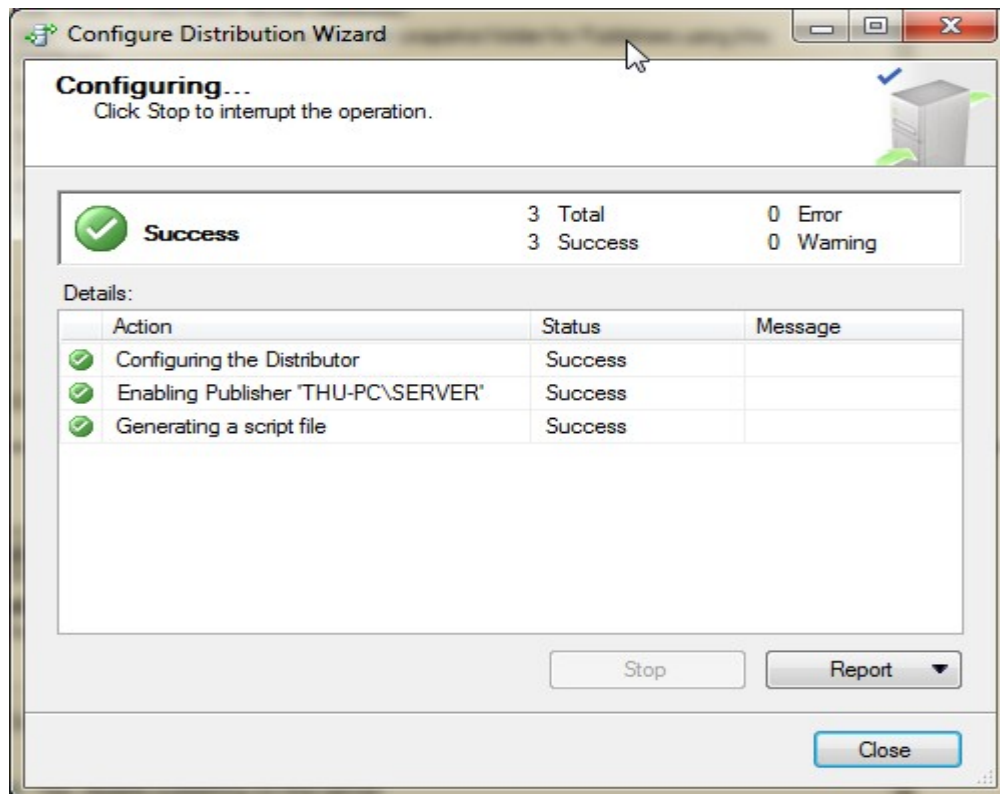 Configure Distribution Wizard
Configuring...
Click Stop to interrupt the operation.
Success
3 Total
0 Error
3 Success
0 Warning
Details:
Action Status Message
Configuring the Distributor Success
Enabling Publisher "THU-PC\SERVER" Success
Generating a script file Success
Stop
Report
Close